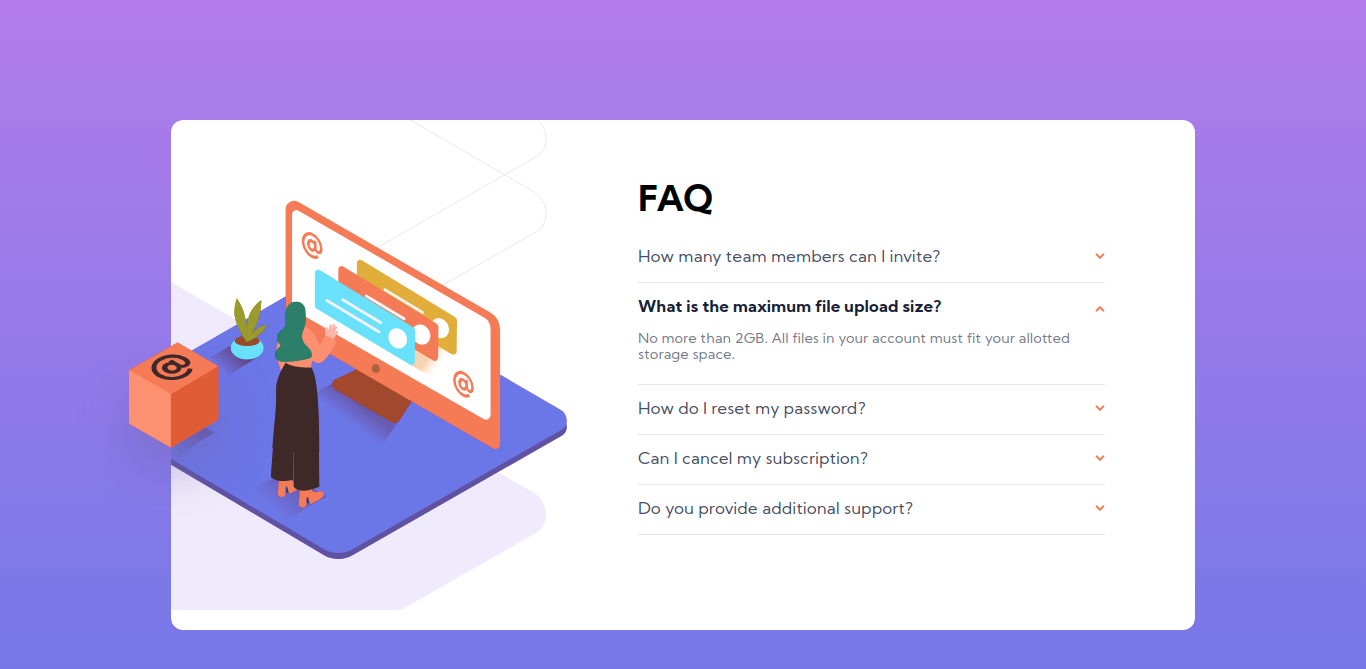 FAQ
How many team members can I invite?
What is the maximum file upload size?
No more than 2GB. All files in your account must fit your allotted
storage space.
How do I reset my password?
Can I cancel my subscription?
Do you provide additional support?
@
@
@